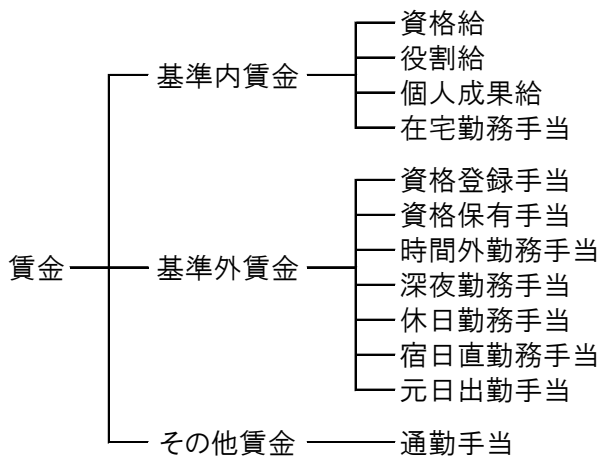 賃金
基準内賃金
資格給
役割給
個人成果給
在宅勤務手当
基準外賃金
資格登録手当
資格保有手当
時間外勤務手当
深夜勤務手当
休日勤務手当
宿日直勤務手当
元日出勤手当
その他賃金
通勤手当